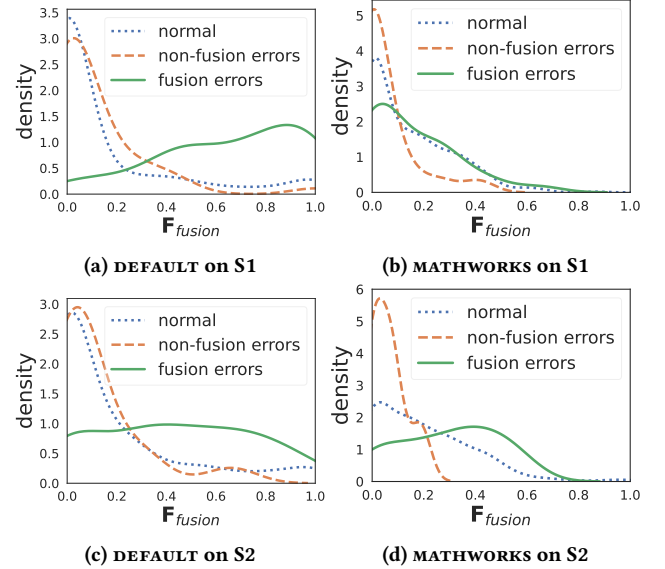 3.5
3.0
2.5
2.0
1.5
1.0
0.5
0.0
density
normal
non-fusion errors
fusion errors
0.0 0.2 0.4 0.6 0.8 1.0
F_fusion
(a) DEFAULT on S1
5
4
3
2
1
0
density
normal
non-fusion errors
fusion errors
0.0 0.2 0.4 0.6 0.8 1.0
F_fusion
(b) MATHWORKS on S1
3.0
2.5
2.0
1.5
1.0
0.5
0.0
density
normal
non-fusion errors
fusion errors
0.0 0.2 0.4 0.6 0.8 1.0
F_fusion
(c) DEFAULT on S2
6
5
4
3
2
1
0
density
normal
non-fusion errors
fusion errors
0.0 0.2 0.4 0.6 0.8 1.0
F_fusion
(d) MATHWORKS on S2